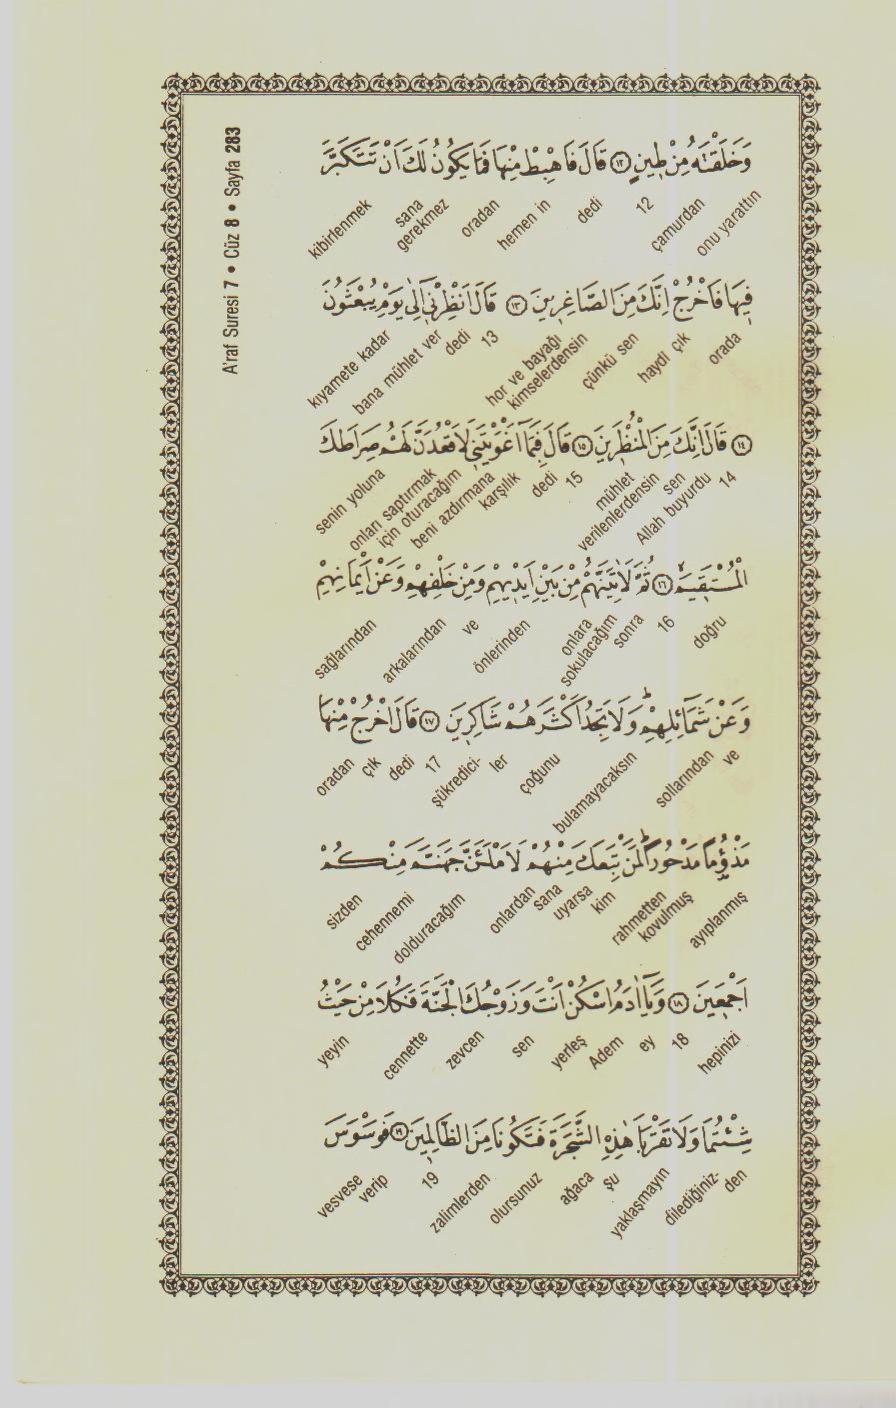 A'raf Suresi 7 • Cüz 8 • Sayfa 283
وَخَلَقْتَهُ مِنْ طِينٍ ﴿١٢﴾ قَالَ فَاهْبِطْ مِنْهَا فَمَا يَكُونُ لَكَ اَنْ تَتَكَبَّرَ
onu yarattın çamurdan 12 dedi hemen in oradan sana gerekmez kibirlenmek
فِيهَا فَاخْرُجْ اِنَّكَ مِنَ الصَّاغِرِينَ ﴿١٣﴾ قَالَ اَنْظِرْنِٓي اِلٰى يَوْمِ يُبْعَثُونَ
orada haydi çik çünkü sen hor ve bayağı kimselerdensin 13 dedi bana mühlet ver kıyamete kadar
﴿١٤﴾ قَالَ اِنَّكَ مِنَ الْمُنْظَرِينَ ﴿١٥﴾ قَالَ فَبِمَٓا اَغْوَيْتَنِي لَاَقْعُدَنَّ لَهُمْ صِرَاطَكَ
14 Allah buyurdu sen mühlet verilenlerdensin 15 dedi karşılık beni azdırmana onları saptırmak için oturacağım senin yoluna
الْمُسْتَقِيمَ ﴿١٦﴾ ثُمَّ لَاٰتِيَنَّهُمْ مِنْ بَيْنِ اَيْدِيهِمْ وَمِنْ خَلْفِهِمْ وَعَنْ اَيْمَانِهِمْ
doğru 16 sonra onlara sokulacağım önlerinden ve arkalarından sağlarından
وَعَنْ شَمَٓائِلِهِمْ وَلَا تَجِدُ اَكْثَرَهُمْ شَاكِرِينَ ﴿١٧﴾ قَالَ اخْرُجْ مِنْهَا
ve sollarından bulamayacaksın çoğunu şükredici- ler 17 dedi çık oradan
مَذْؤُمًا مَدْحُورًا لَمَنْ تَبِعَكَ مِنْهُمْ لَاَمْلَـَٔنَّ جَهَنَّمَ مِنْكُمْ
ayıplanmış rahmetten kovulmuş kim uyarsa sana onlardan dolduracağım cehennemi sizden
اَجْمَعِينَ ﴿١٨﴾ وَيَٓا اٰدَمُ اسْكُنْ اَنْتَ وَزَوْجُكَ الْجَنَّةَ فَكُلَا مِنْ حَيْثُ
hepinizi 18 ey Adem yerleş sen zevcen cennette yeyin
شِئْتُمَا وَلَا تَقْرَبَا هٰذِهِ الشَّجَرَةَ فَتَكُونَا مِنَ الظَّالِمِينَ ﴿١٩﴾ فَوَسْوَسَ
dilediğiniz- den yaklaşmayın şu ağaca olursunuz zalimlerden 19 vesvese verip